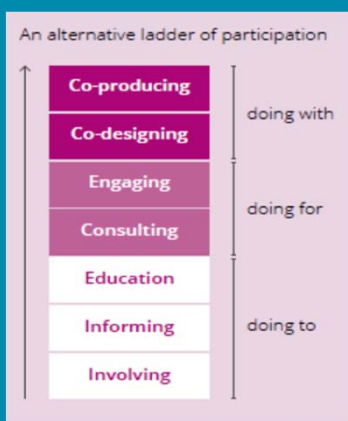 An alternative ladder of participation
Co-producing
doing with
Co-designing
Engaging
doing for
Consulting
Education
Informing
doing to
Involving